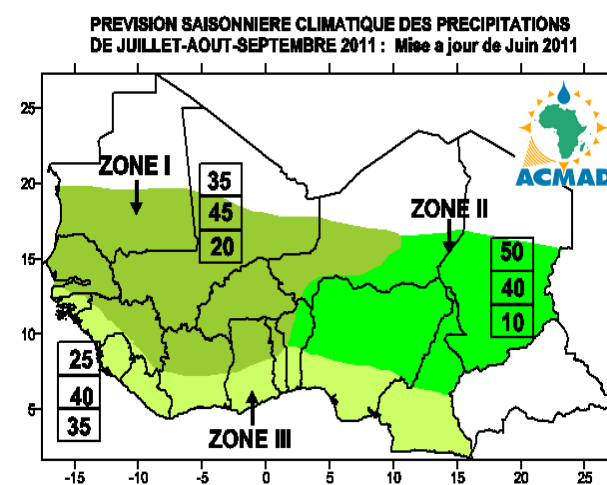 PREVISION SAISONNIERE CLIMATIQUE DES PRECIPITATIONS
DE JUILLET-AOUT-SEPTEMBRE 2011 : Mise a jour de Juin 2011
25
20
15
10
5
ZONE I
35
45
20
ACMAD
ZONE II
50
40
10
25
40
35
ZONE III
-15 -10 -5 0 5 10 15 20 25